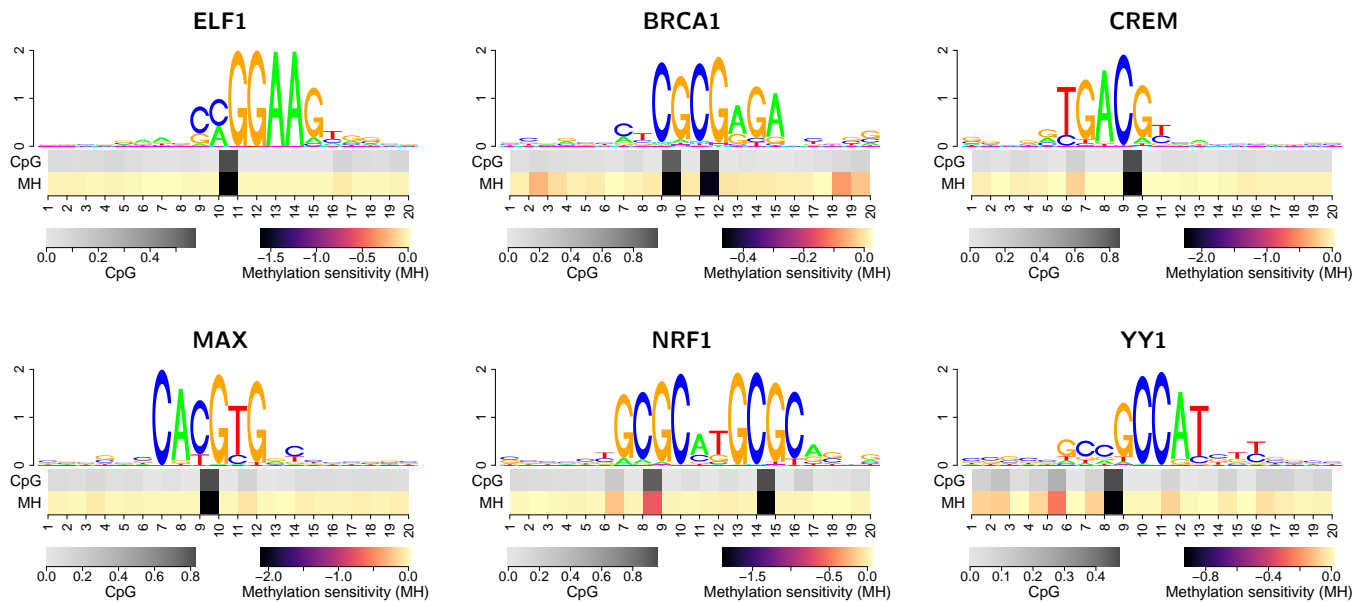 ELF1
BRCA1
CREM
2
1
0
CCGGAAG
2
1
0
CGCGAGA
2
1
0
TGACGT
CpG
MH
1 2 3 4 5 6 7 8 9 10 11 12 13 14 15 16 17 18 19 20
CpG
MH
1 2 3 4 5 6 7 8 9 10 11 12 13 14 15 16 17 18 19 20
CpG
MH
1 2 3 4 5 6 7 8 9 10 11 12 13 14 15 16 17 18 19 20
0.0 0.2 0.4
CpG
−1.5 −1.0 −0.5 0.0
Methylation sensitivity (MH)
0.0 0.2 0.4 0.6 0.8
CpG
−0.4 −0.2 0.0
Methylation sensitivity (MH)
0.0 0.2 0.4 0.6 0.8
CpG
−2.0 −1.0 0.0
Methylation sensitivity (MH)
MAX
NRF1
YY1
2
1
0
CACGTG
2
1
0
GCGCATGCGCA
2
1
0
GCCGCCAT
CpG
MH
1 2 3 4 5 6 7 8 9 10 11 12 13 14 15 16 17 18 19 20
CpG
MH
1 2 3 4 5 6 7 8 9 10 11 12 13 14 15 16 17 18 19 20
CpG
MH
1 2 3 4 5 6 7 8 9 10 11 12 13 14 15 16 17 18 19 20
0.0 0.2 0.4 0.6 0.8
CpG
−2.0 −1.0 0.0
Methylation sensitivity (MH)
0.0 0.2 0.4 0.6 0.8
CpG
−1.5 −0.5 0.0
Methylation sensitivity (MH)
0.0 0.1 0.2 0.3 0.4
CpG
−0.8 −0.4 0.0
Methylation sensitivity (MH)